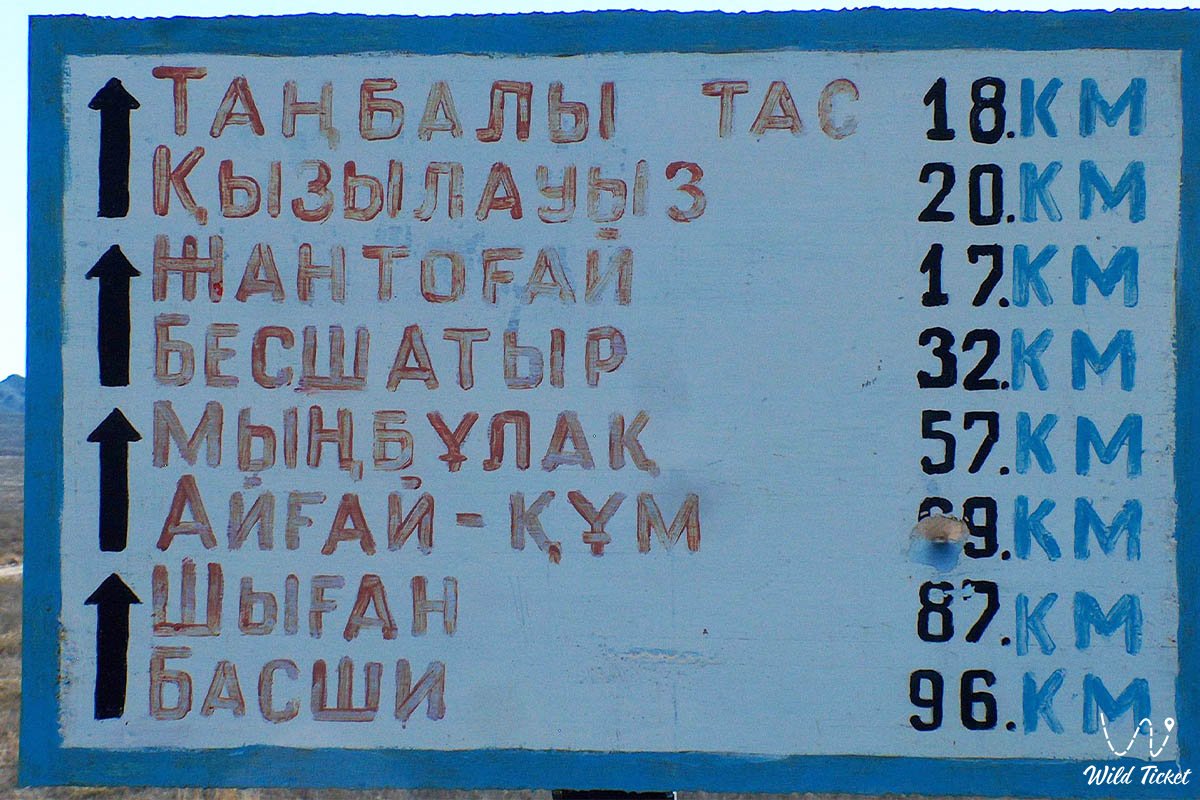 Таңбалы тас 18.км
Қызылауыз 20.км
Жантоғай 17.км
Бесшатыр 32.км
Мыңбұлақ 57.км
Айғай-құм км
Шыған 87.км
Басши 96.км
Wild Ticket